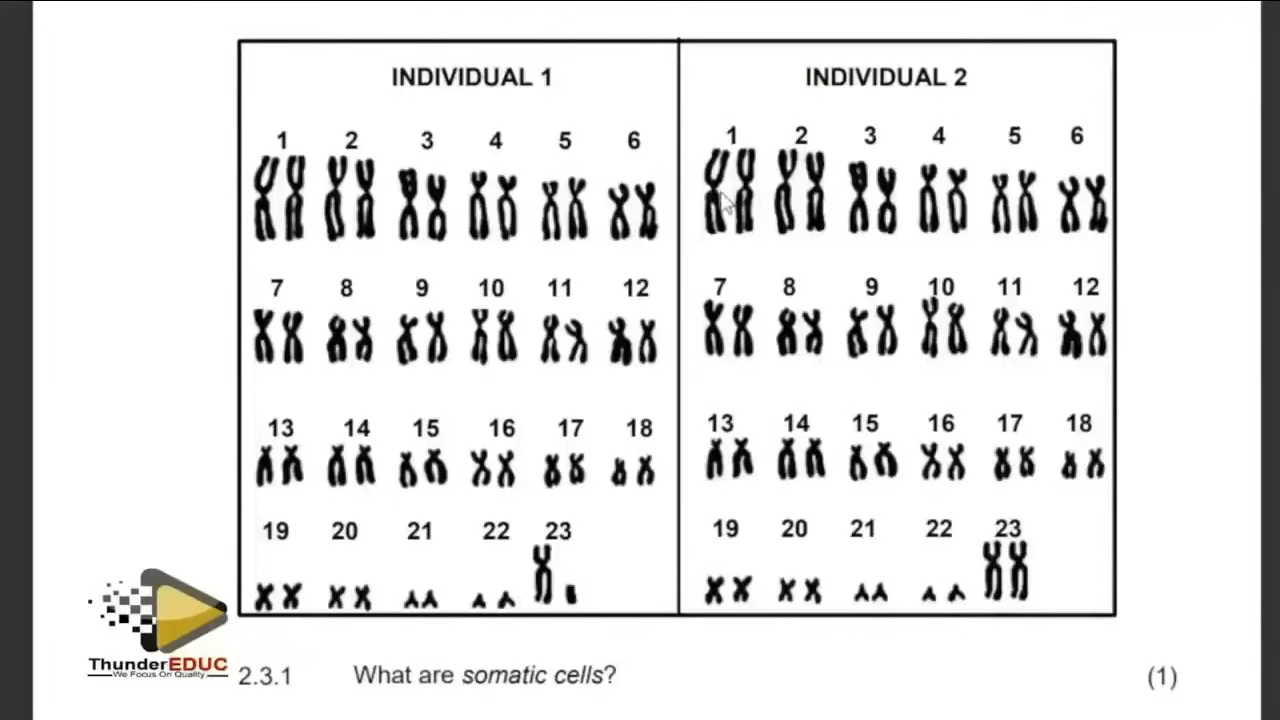 INDIVIDUAL 1
1 2 3 4 5 6
7 8 9 10 11 12
13 14 15 16 17 18
19 20 21 22 23
INDIVIDUAL 2
1 2 3 4 5 6
7 8 9 10 11 12
13 14 15 16 17 18
19 20 21 22 23
ThunderEDUC
We Focus On Quality
2.3.1 What are somatic cells? (1)